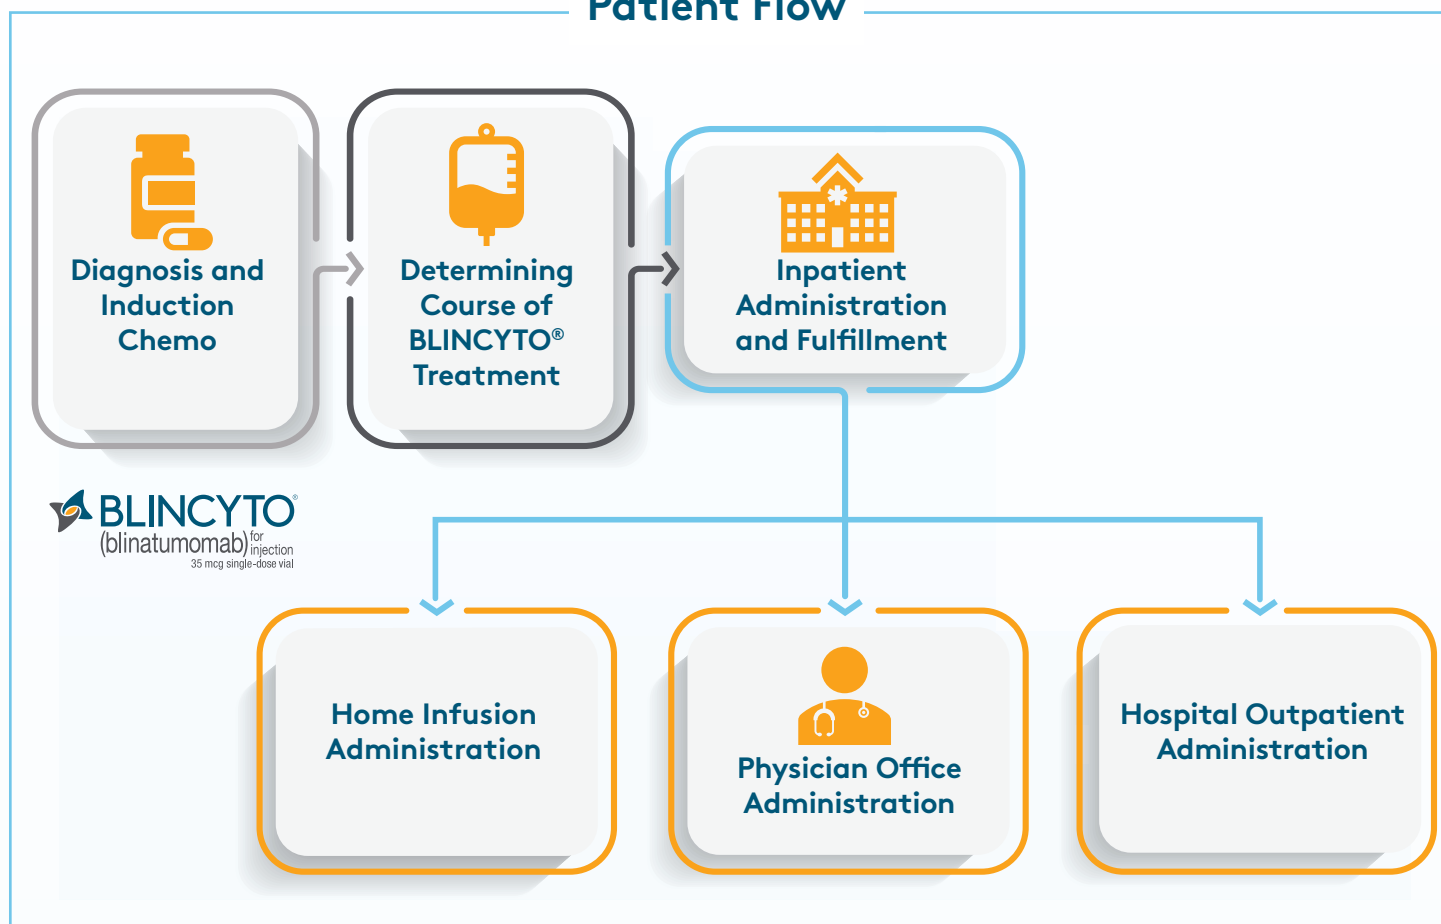 Patient Flow
Diagnosis and
Induction
Chemo
Determining
Course of
BLINCYTO®
Treatment
Inpatient
Administration
and Fulfillment
BLINCYTO®
(blinatumomab) for
injection
35 mcg single-dose vial
Home Infusion
Administration
Physician Office
Administration
Hospital Outpatient
Administration